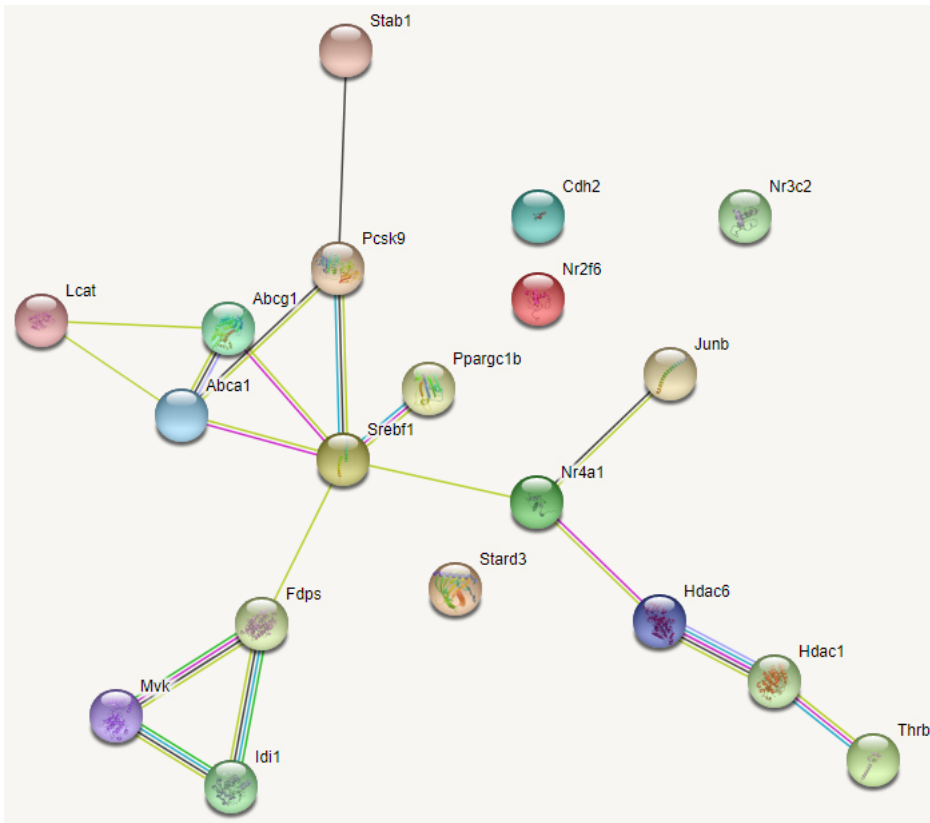 Stab1
Cdh2
Nr3c2
Pcsk9
Nr2f6
Lcat
Abcg1
Junb
Ppargc1b
Abca1
Srebf1
Nr4a1
Stard3
Fdps
Hdac6
Hdac1
Mvk
Thrb
Idi1